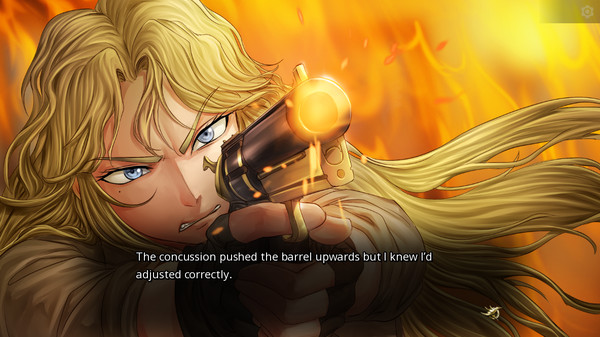 The concussion pushed the barrel upwards but I knew I'd
adjusted correctly.